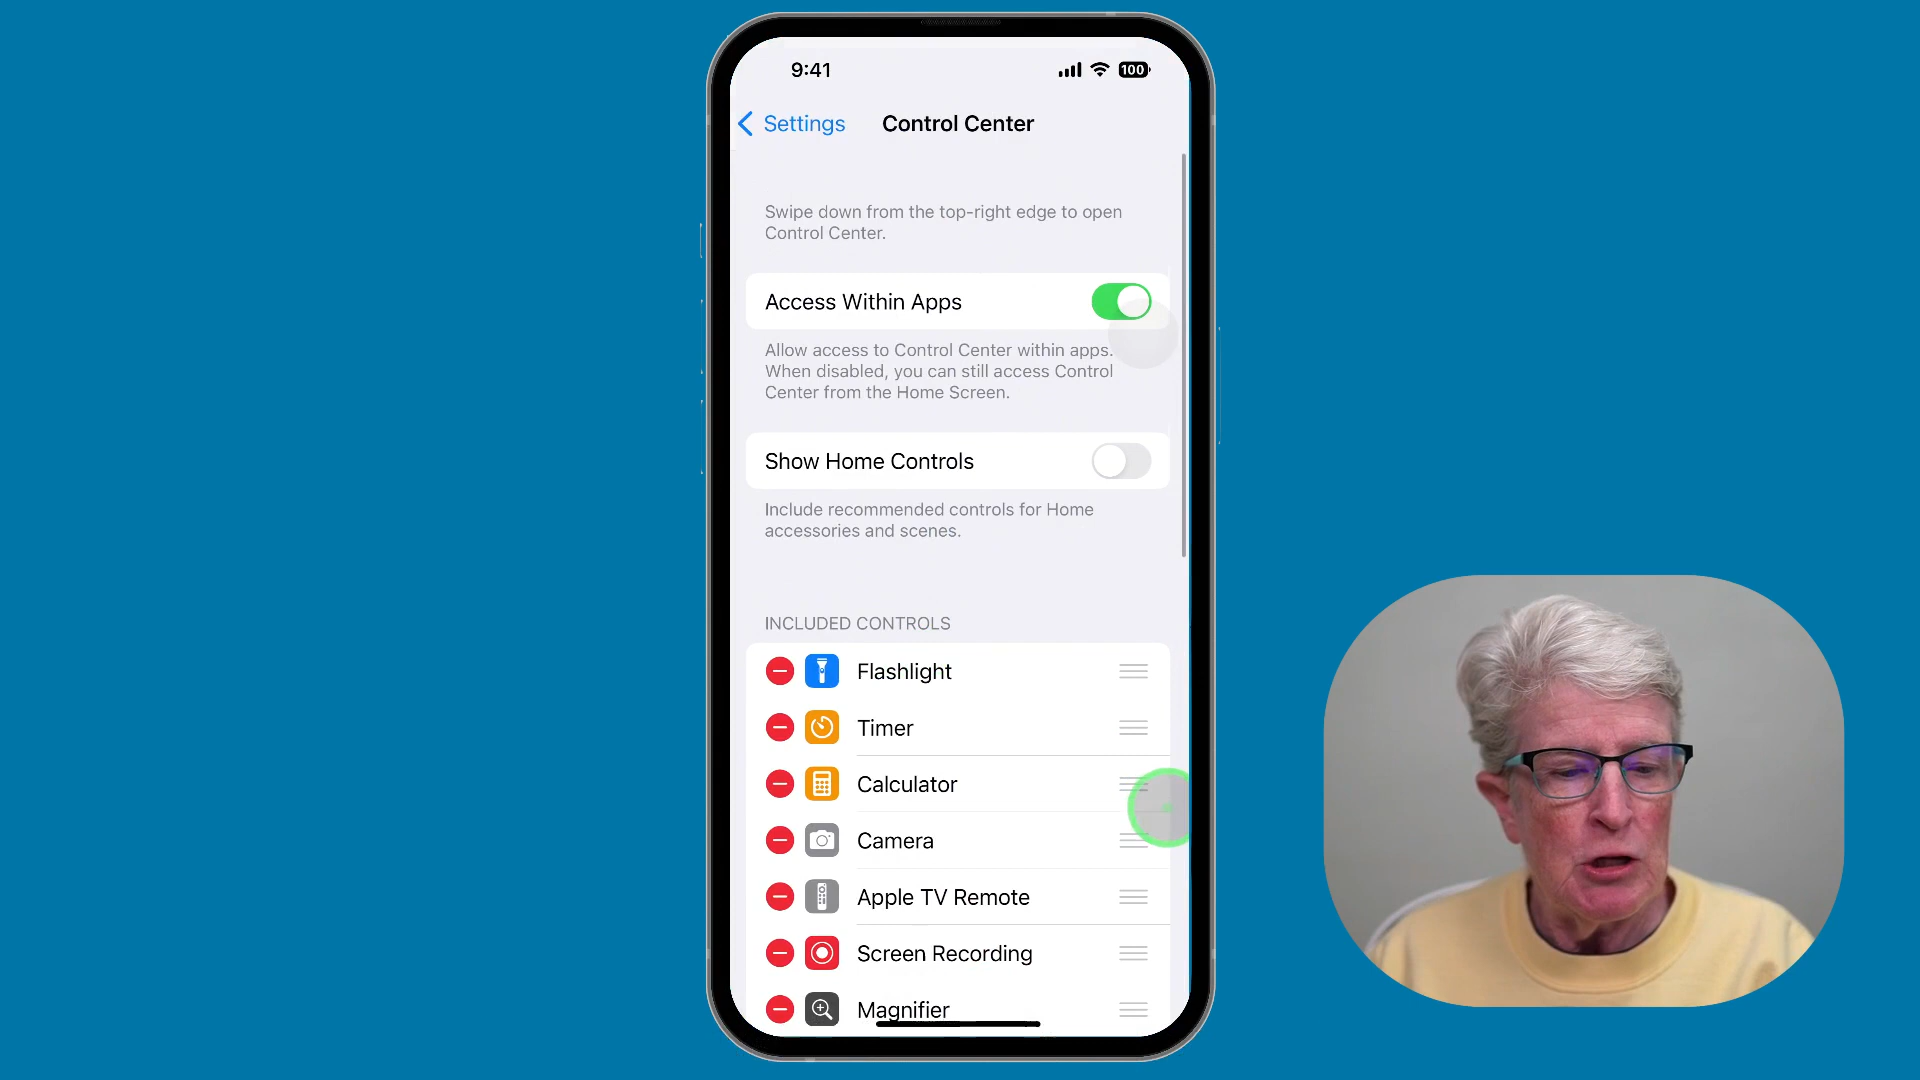 9:41
100
Settings
Control Center
Swipe down from the top-right edge to open
Control Center.
Access Within Apps
Allow access to Control Center within apps.
When disabled, you can still access Control
Center from the Home Screen.
Show Home Controls
Include recommended controls for Home
accessories and scenes.
INCLUDED CONTROLS
Flashlight
Timer
Calculator
Camera
Apple TV Remote
Screen Recording
Magnifier